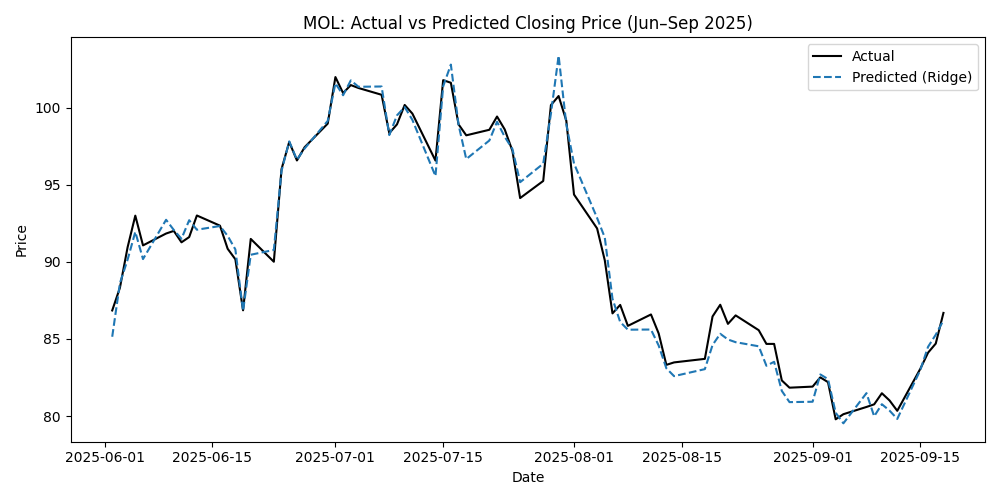 MOL: Actual vs Predicted Closing Price (Jun–Sep 2025)
Actual
Predicted (Ridge)
Price
100
95
90
85
80
2025-06-01 2025-06-15 2025-07-01 2025-07-15 2025-08-01 2025-08-15 2025-09-01 2025-09-15
Date